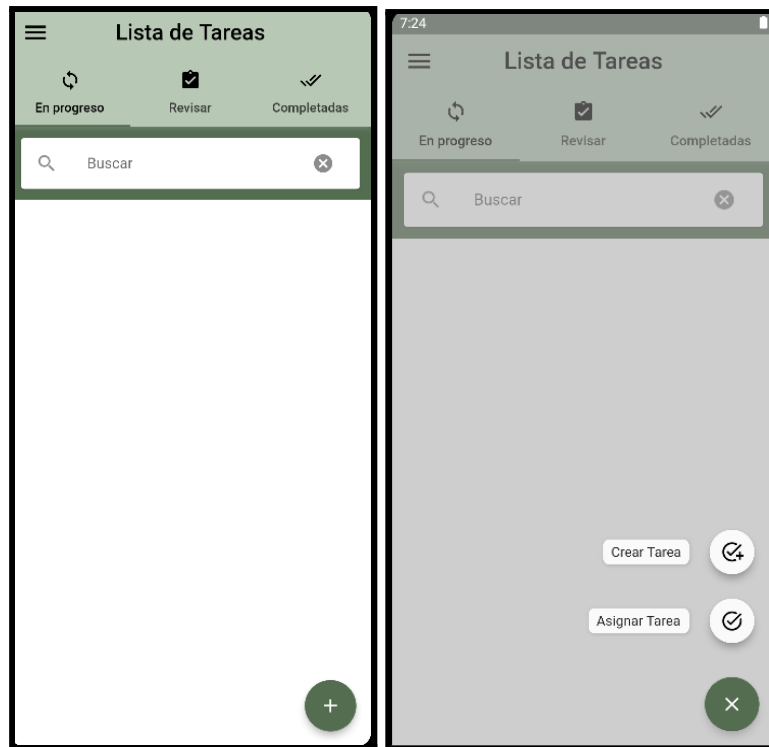 Lista de Tareas
En progreso Revisar Completadas
Buscar
7:24
Lista de Tareas
En progreso Revisar Completadas
Buscar
Crear Tarea
Asignar Tarea